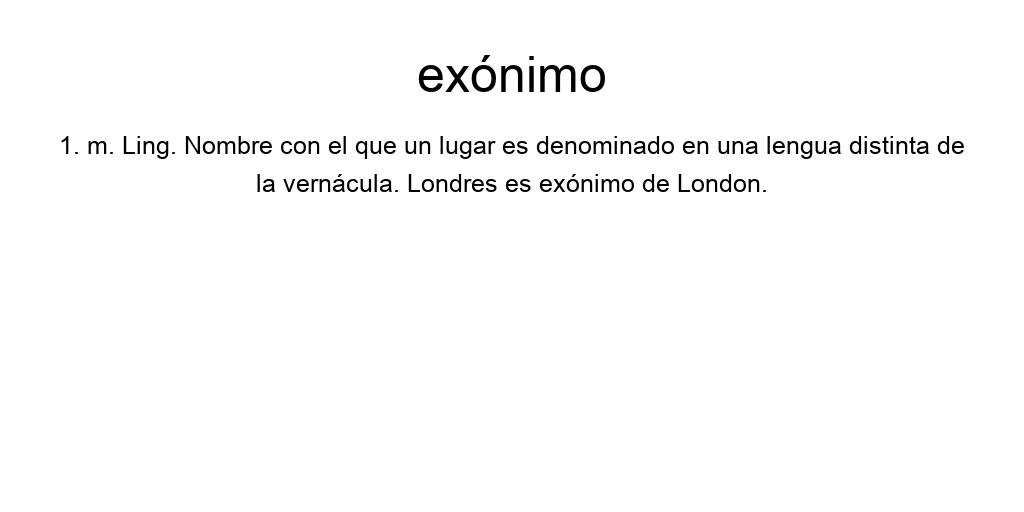 exónimo
1. m. Ling. Nombre con el que un lugar es denominado en una lengua distinta de
la vernácula. Londres es exónimo de London.